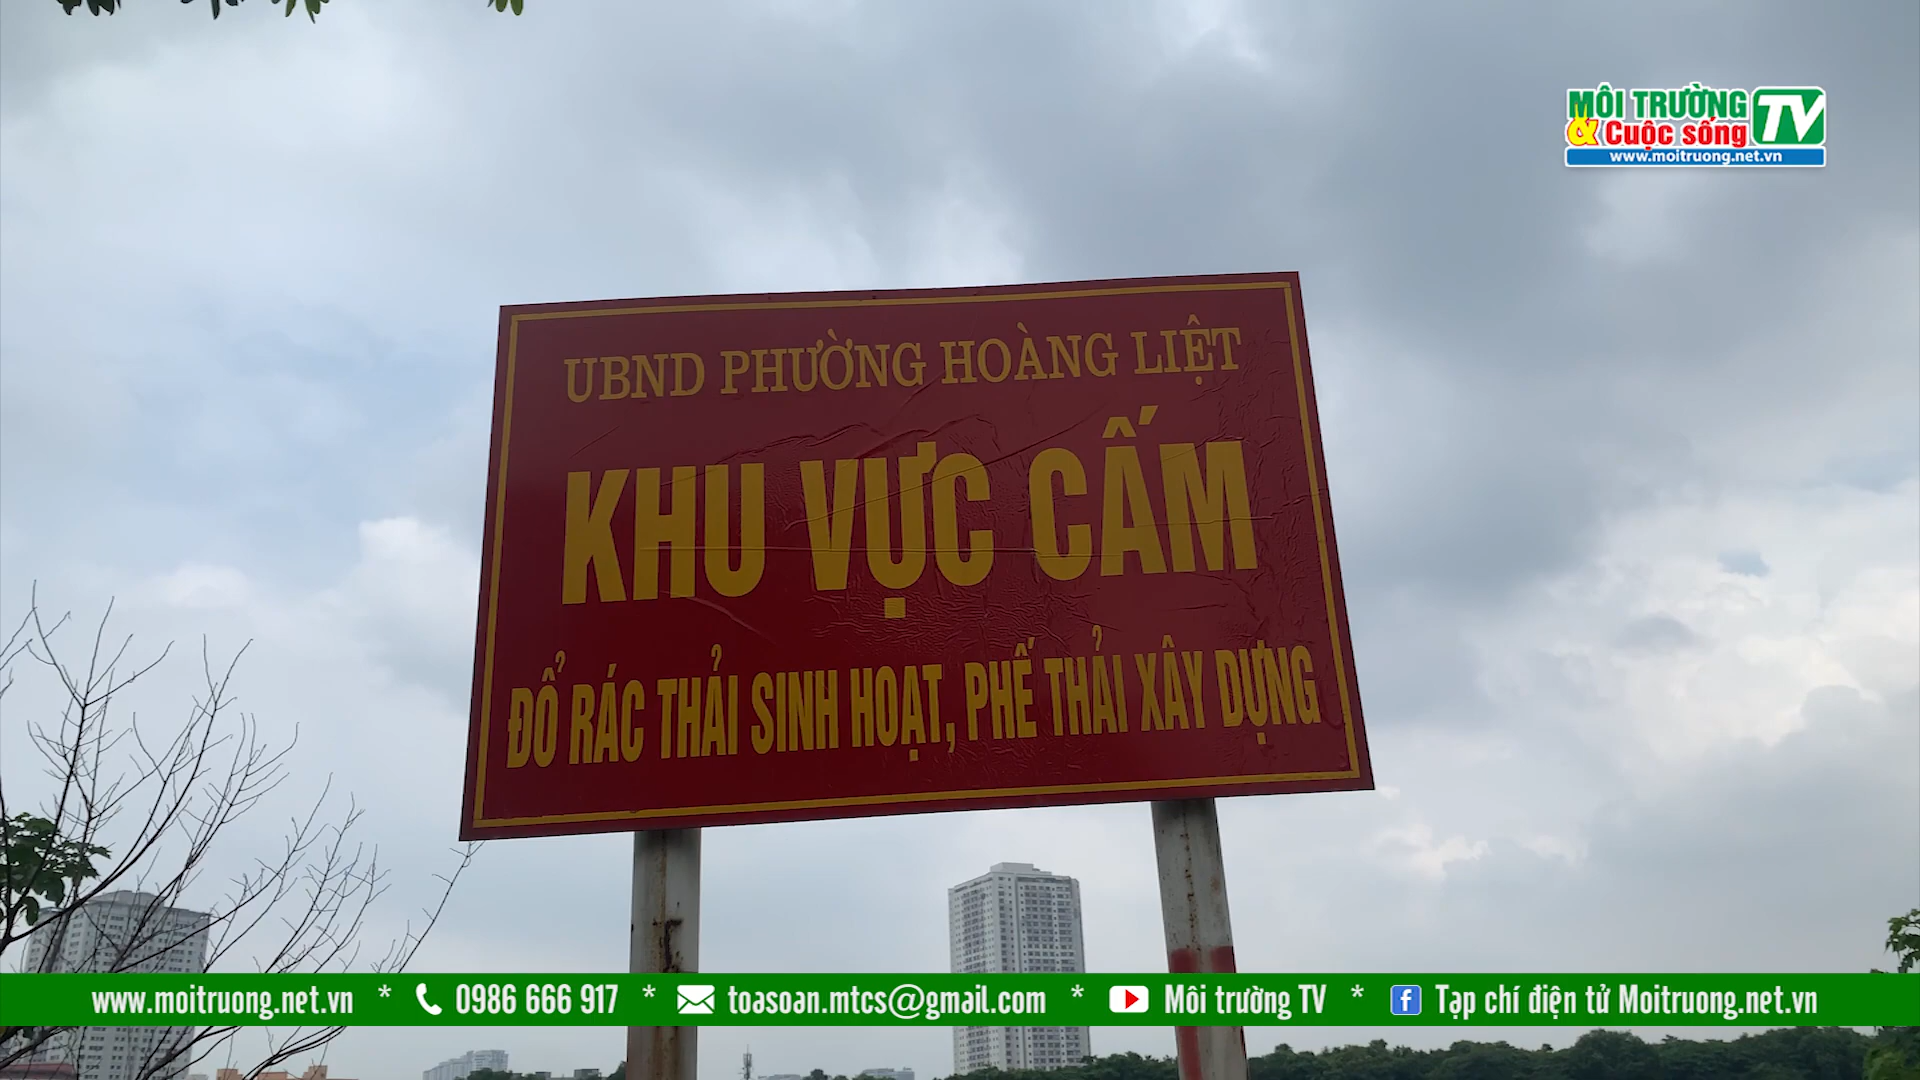 MÔI TRƯỜNG
& Cuộc sống TV
www.moitruong.net.vn
UBND PHƯỜNG HOÀNG LIỆT
KHU VỰC CẤM
ĐỔ RÁC THẢI SINH HOẠT, PHẾ THẢI XÂY DỰNG
www.moitruong.net.vn * 0986 666 917 * toasoan.mtcs@gmail.com * Môi trường TV * Tạp chí điện tử Moitruong.net.vn